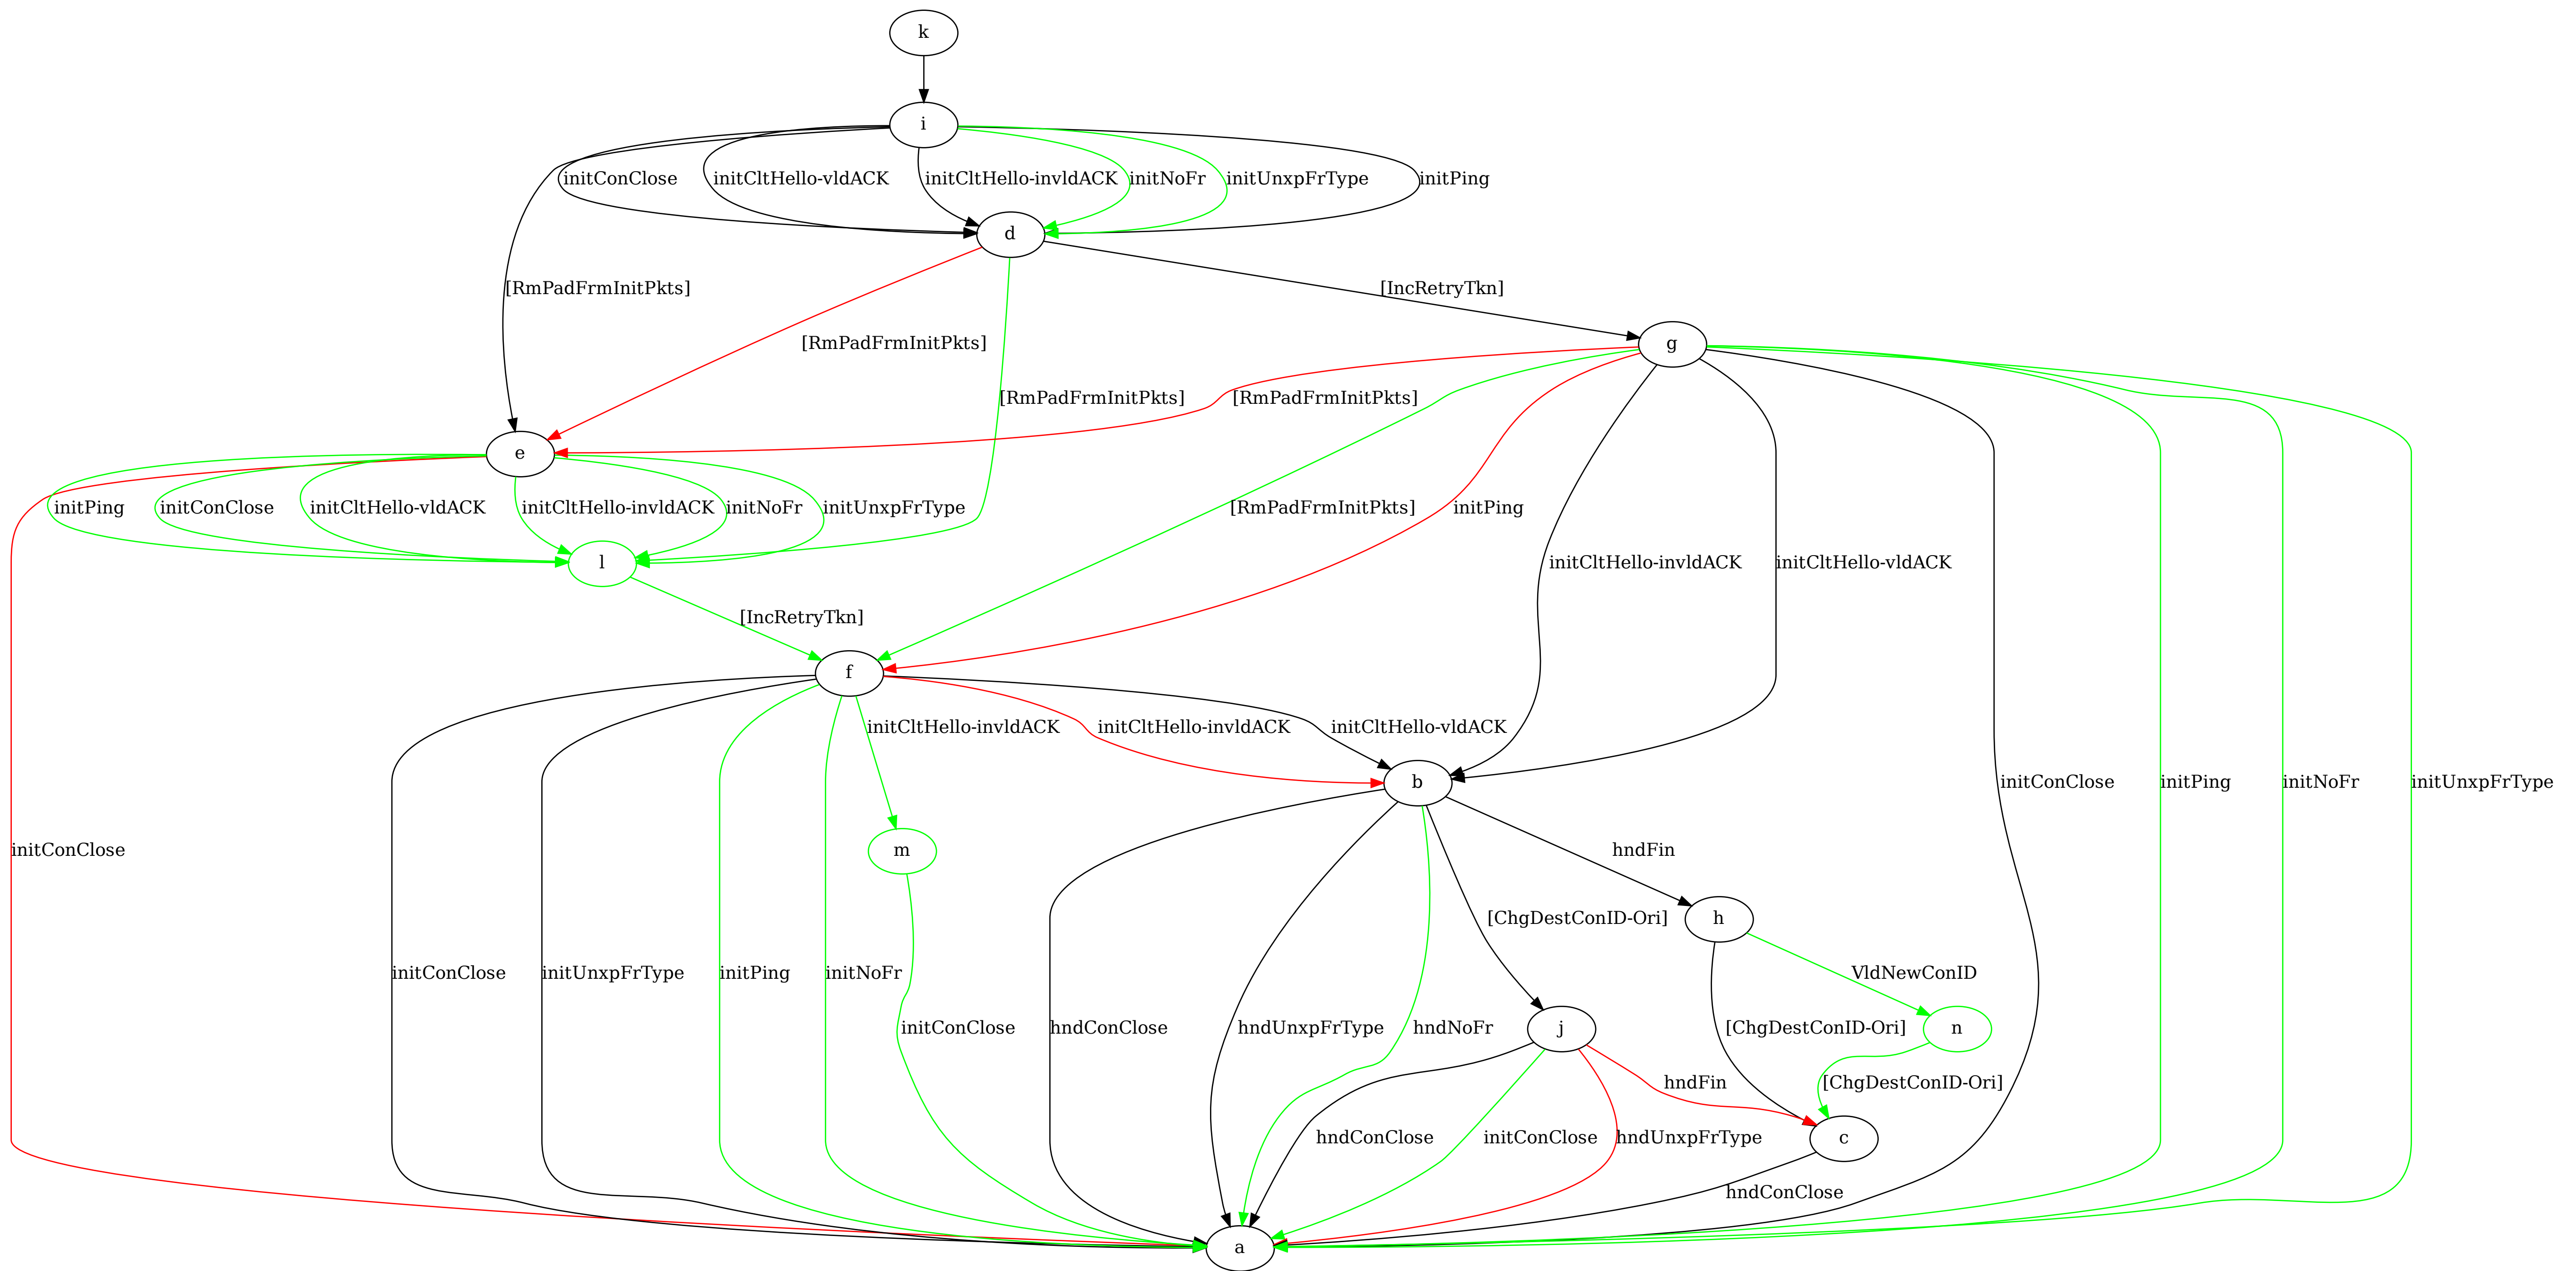 k
i
initConClose
initCltHello-vldACK
initCltHello-invldACK
initNoFr
initUnxpFrType
initPing
d
[RmPadFrmInitPkts]
[IncRetryTkn]
[RmPadFrmInitPkts]
g
[RmPadFrmInitPkts]
[RmPadFrmInitPkts]
e
initPing
initConClose
initCltHello-vldACK
initCltHello-invldACK
initNoFr
initUnxpFrType
[RmPadFrmInitPkts]
initPing
l
initCltHello-invldACK
initCltHello-vldACK
[IncRetryTkn]
f
initCltHello-invldACK
initCltHello-invldACK
initCltHello-vldACK
b
initConClose
initPing
initNoFr
initUnxpFrType
initConClose
m
hndFin
[ChgDestConID-Ori]
h
initConClose
initUnxpFrType
initPing
initNoFr
VldNewConID
initConClose
hndConClose
hndUnxpFrType
hndNoFr
j
[ChgDestConID-Ori]
n
hndFin
[ChgDestConID-Ori]
hndConClose
initConClose
hndUnxpFrType
c
hndConClose
a